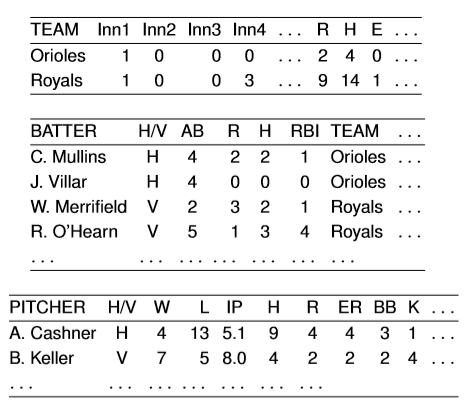 TEAM Inn1 Inn2 Inn3 Inn4 ... R H E ...
Orioles 1 0 0 0 ... 2 4 0 ...
Royals 1 0 0 3 ... 9 14 1 ...
BATTER H/V AB R H RBI TEAM ...
C. Mullins H 4 2 2 1 Orioles ...
J. Villar H 4 0 0 0 Orioles ...
W. Merrifield V 2 3 2 1 Royals ...
R. O'Hearn V 5 1 3 4 Royals ...
... ... ... ... ... ... ...
PITCHER H/V W L IP H R ER BB K ...
A. Cashner H 4 13 5.1 9 4 4 3 1 ...
B. Keller V 7 5 8.0 4 2 2 2 4 ...
... ... ... ... ... ... ...